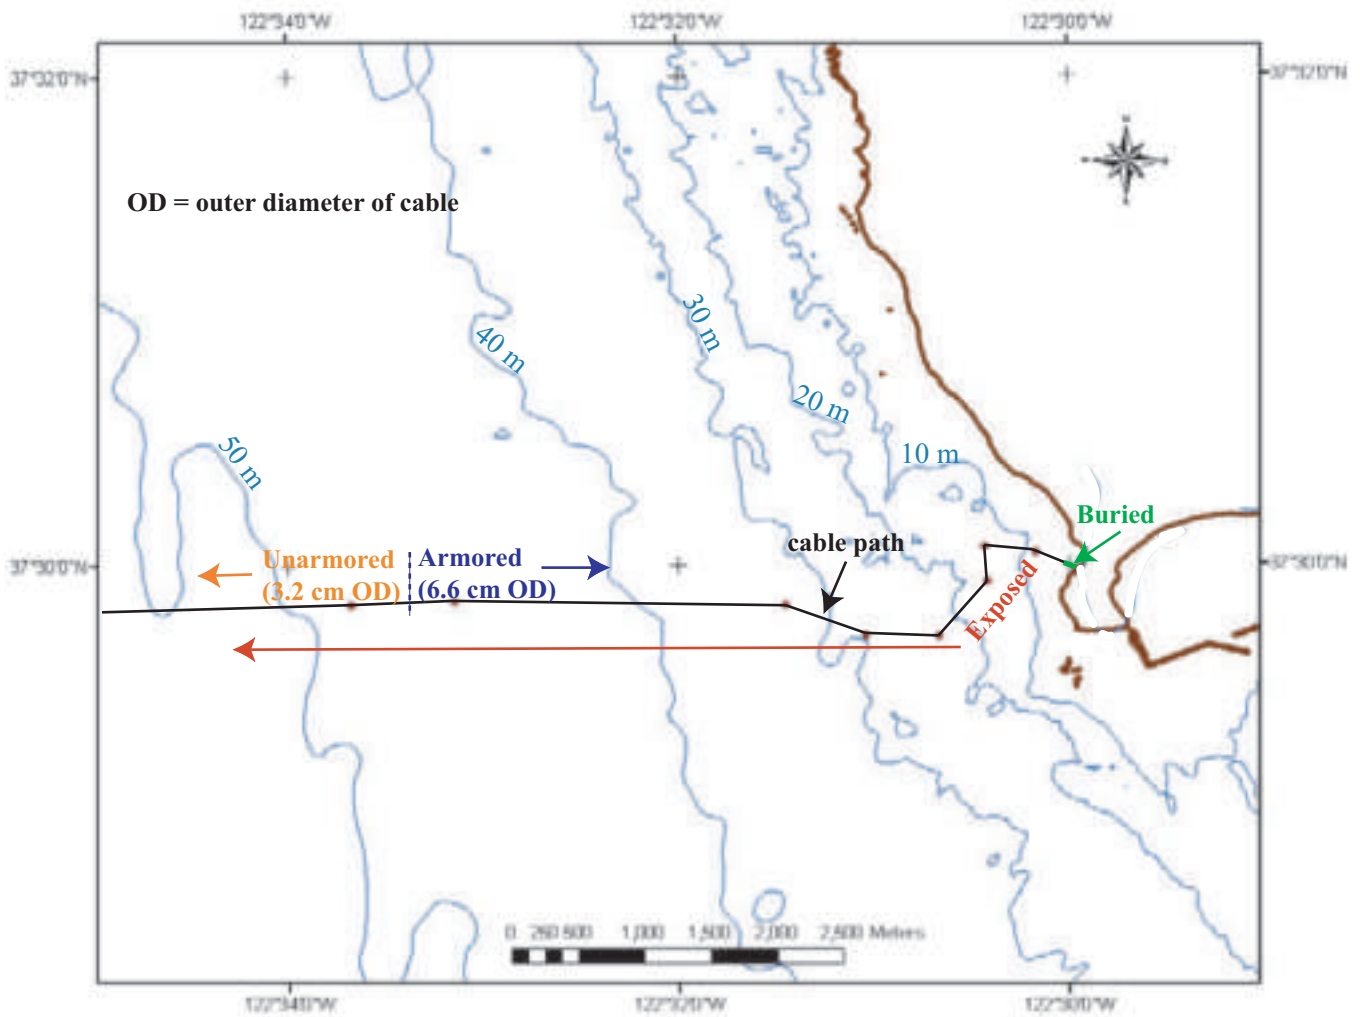 122°34'0"W 122°32'0"W 122°30'0"W
37°32'0"N 37°32'0"N
OD = outer diameter of cable
30 m
40 m
20 m
10 m
50 m
Buried
cable path
Unarmored
(3.2 cm OD)
Armored
(6.6 cm OD)
37°30'0"N 37°30'0"N
Exposed
0 250 500 1,000 1,500 2,000 2,500 Metres
122°34'0"W 122°32'0"W 122°30'0"W